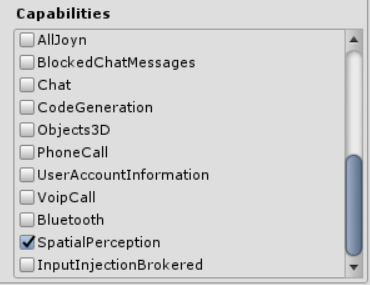 Capabilities
AllJoyn
BlockedChatMessages
Chat
CodeGeneration
Objects3D
PhoneCall
UserAccountInformation
VoipCall
Bluetooth
SpatialPerception
InputInjectionBrokered